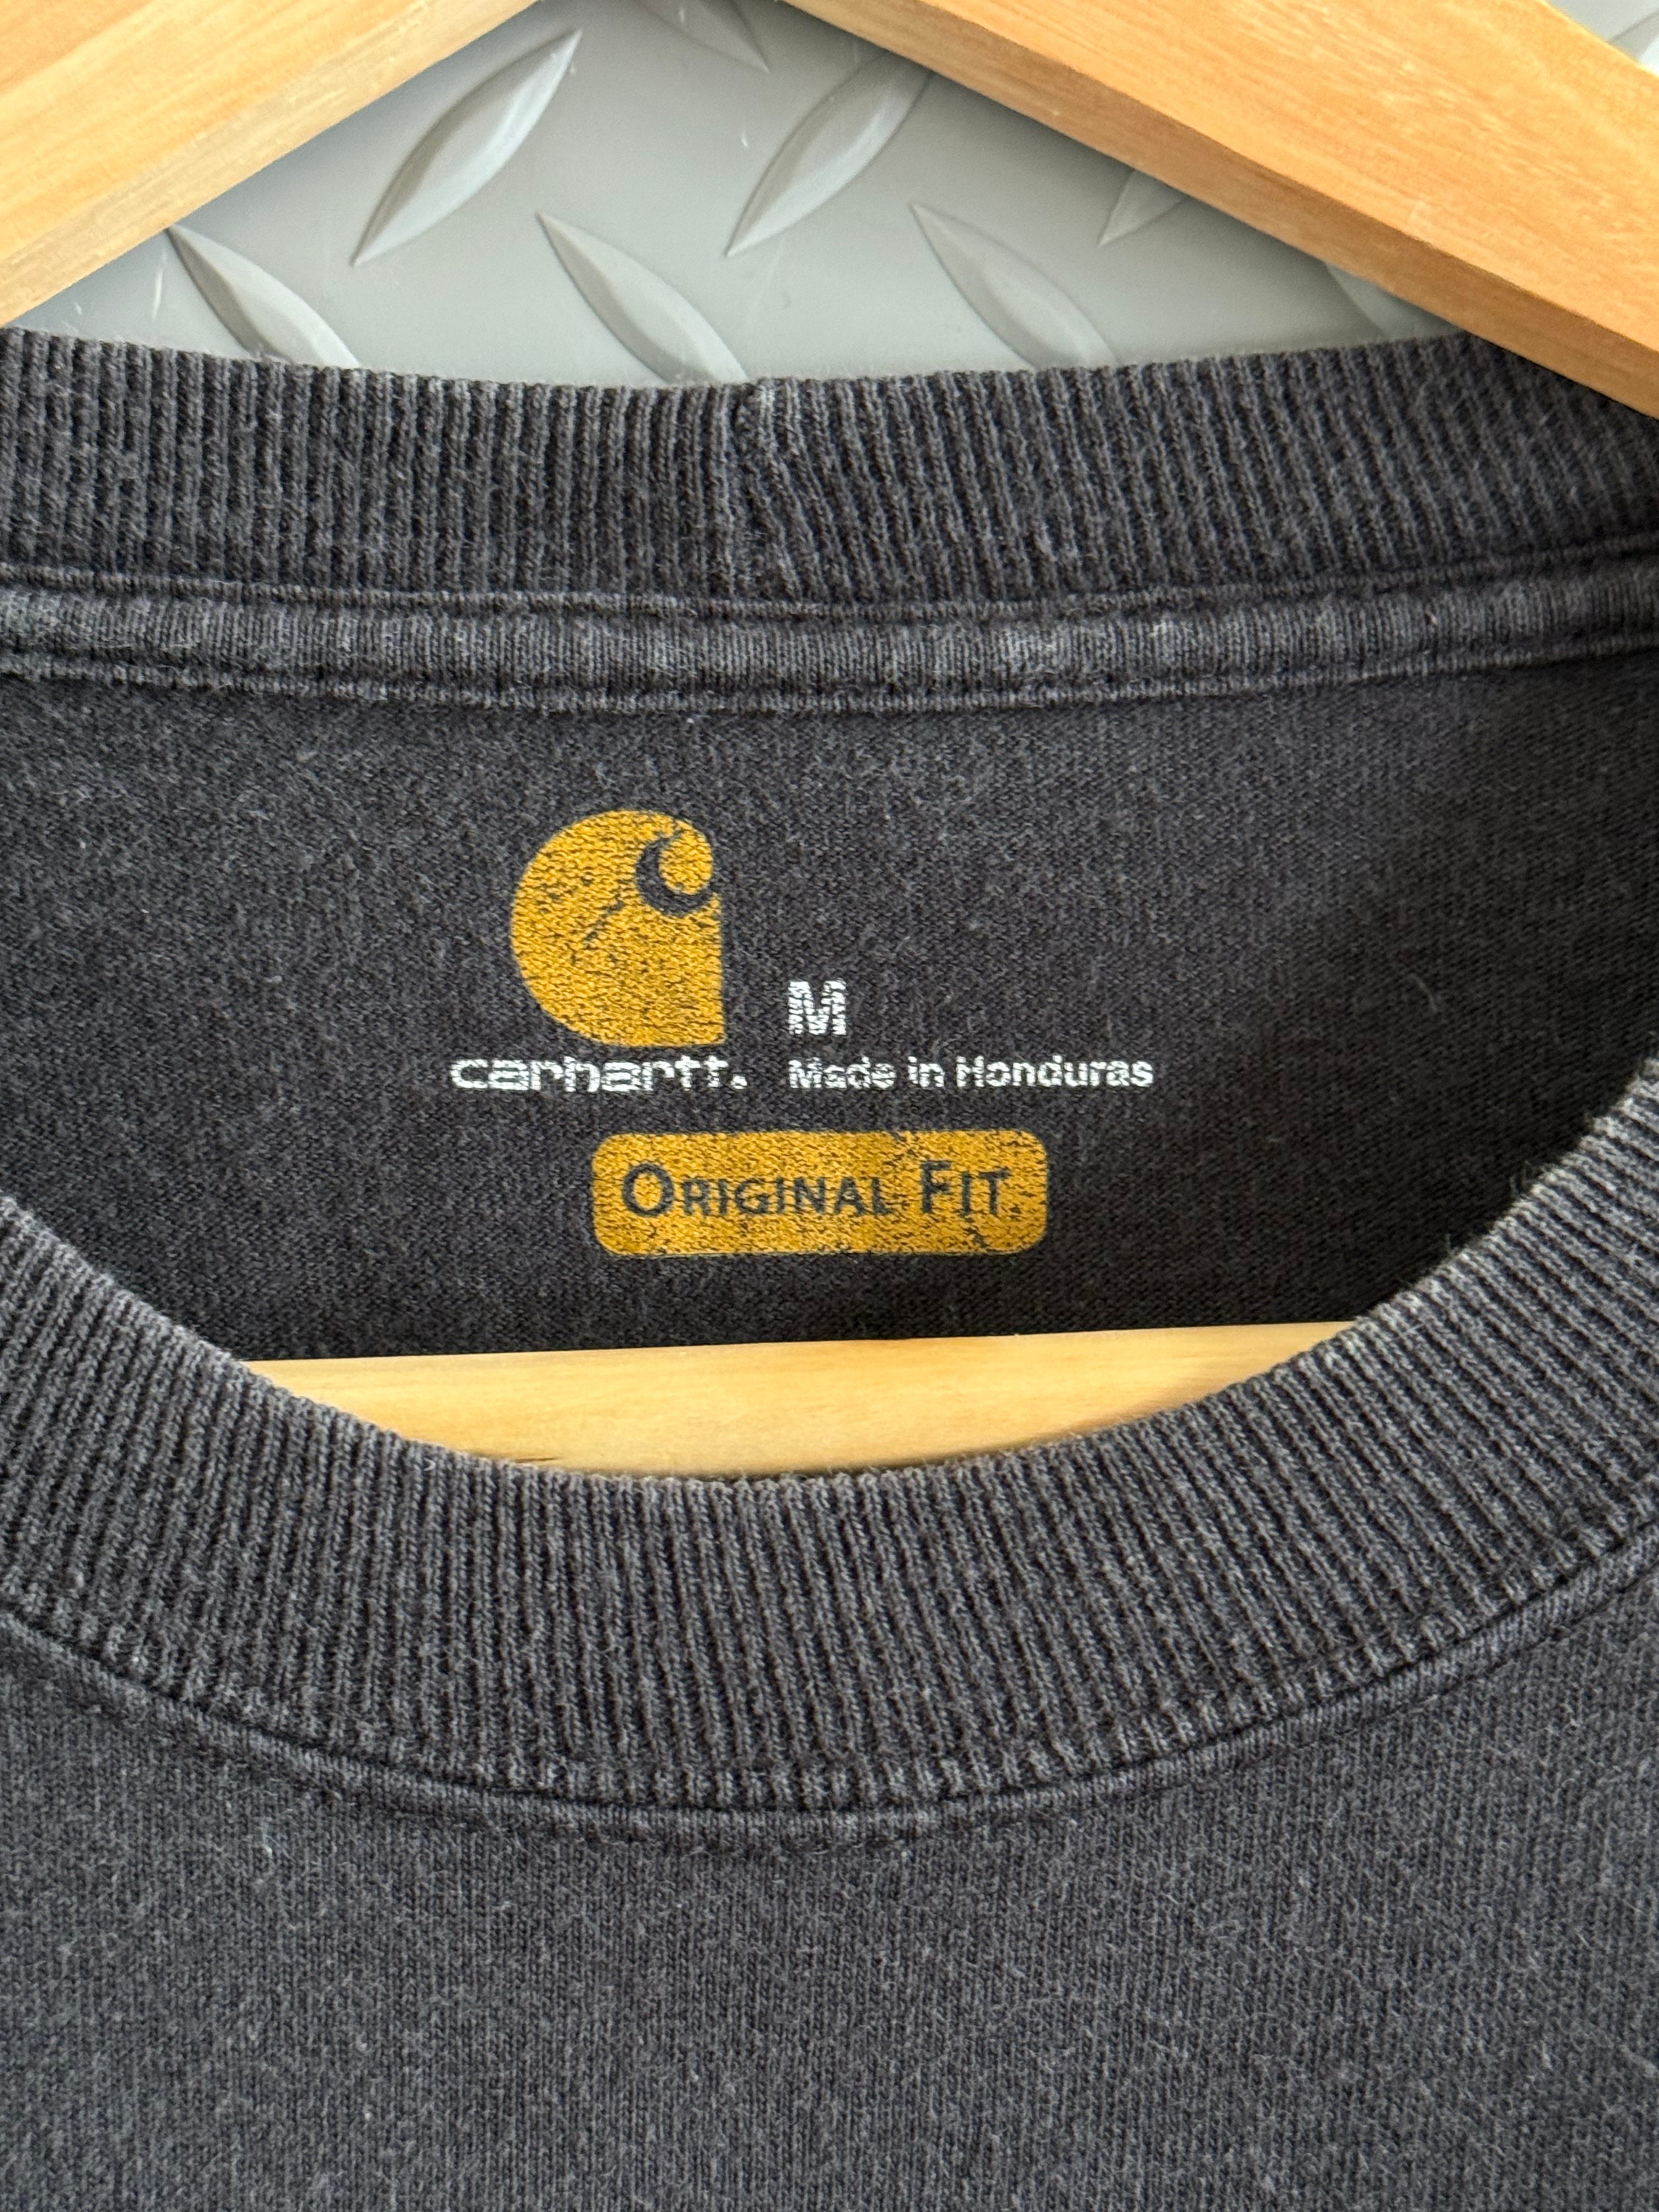 M
carhartt. Made in Honduras
ORIGINAL FIT